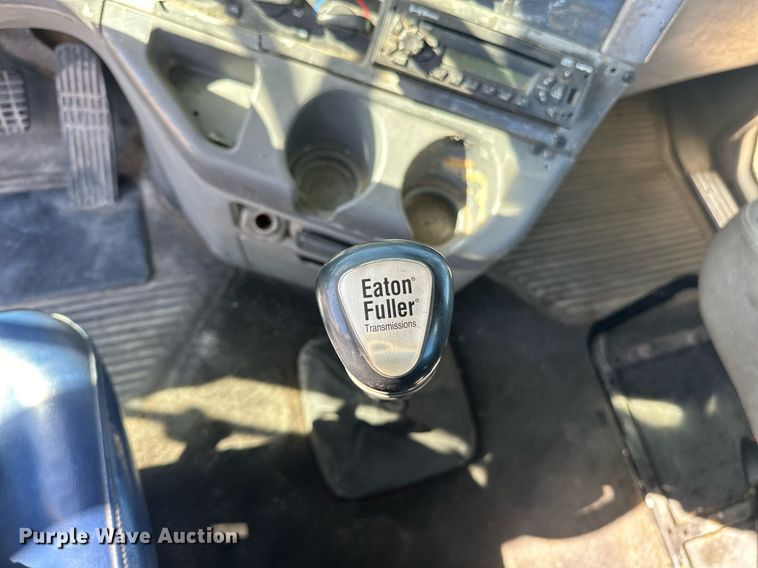 Eaton®
Fuller®
Transmissions
Purple Wave Auction